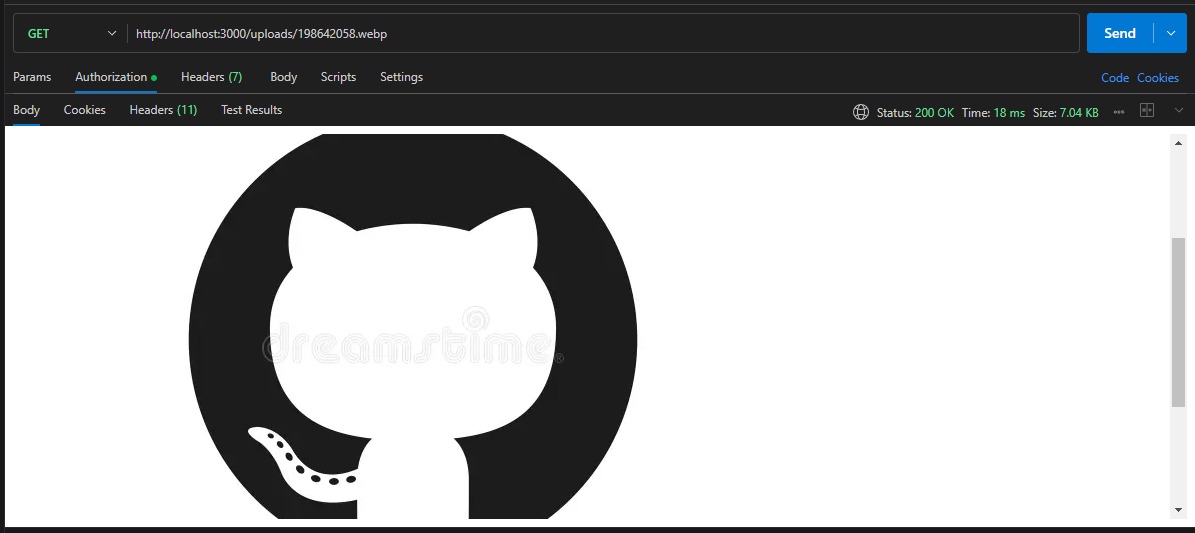 GET http://localhost:3000/uploads/198642058.webp Send
Params Authorization Headers (7) Body Scripts Settings Code Cookies
Body Cookies Headers (11) Test Results Status: 200 OK Time: 18 ms Size: 7.04 KB
dreamstime®